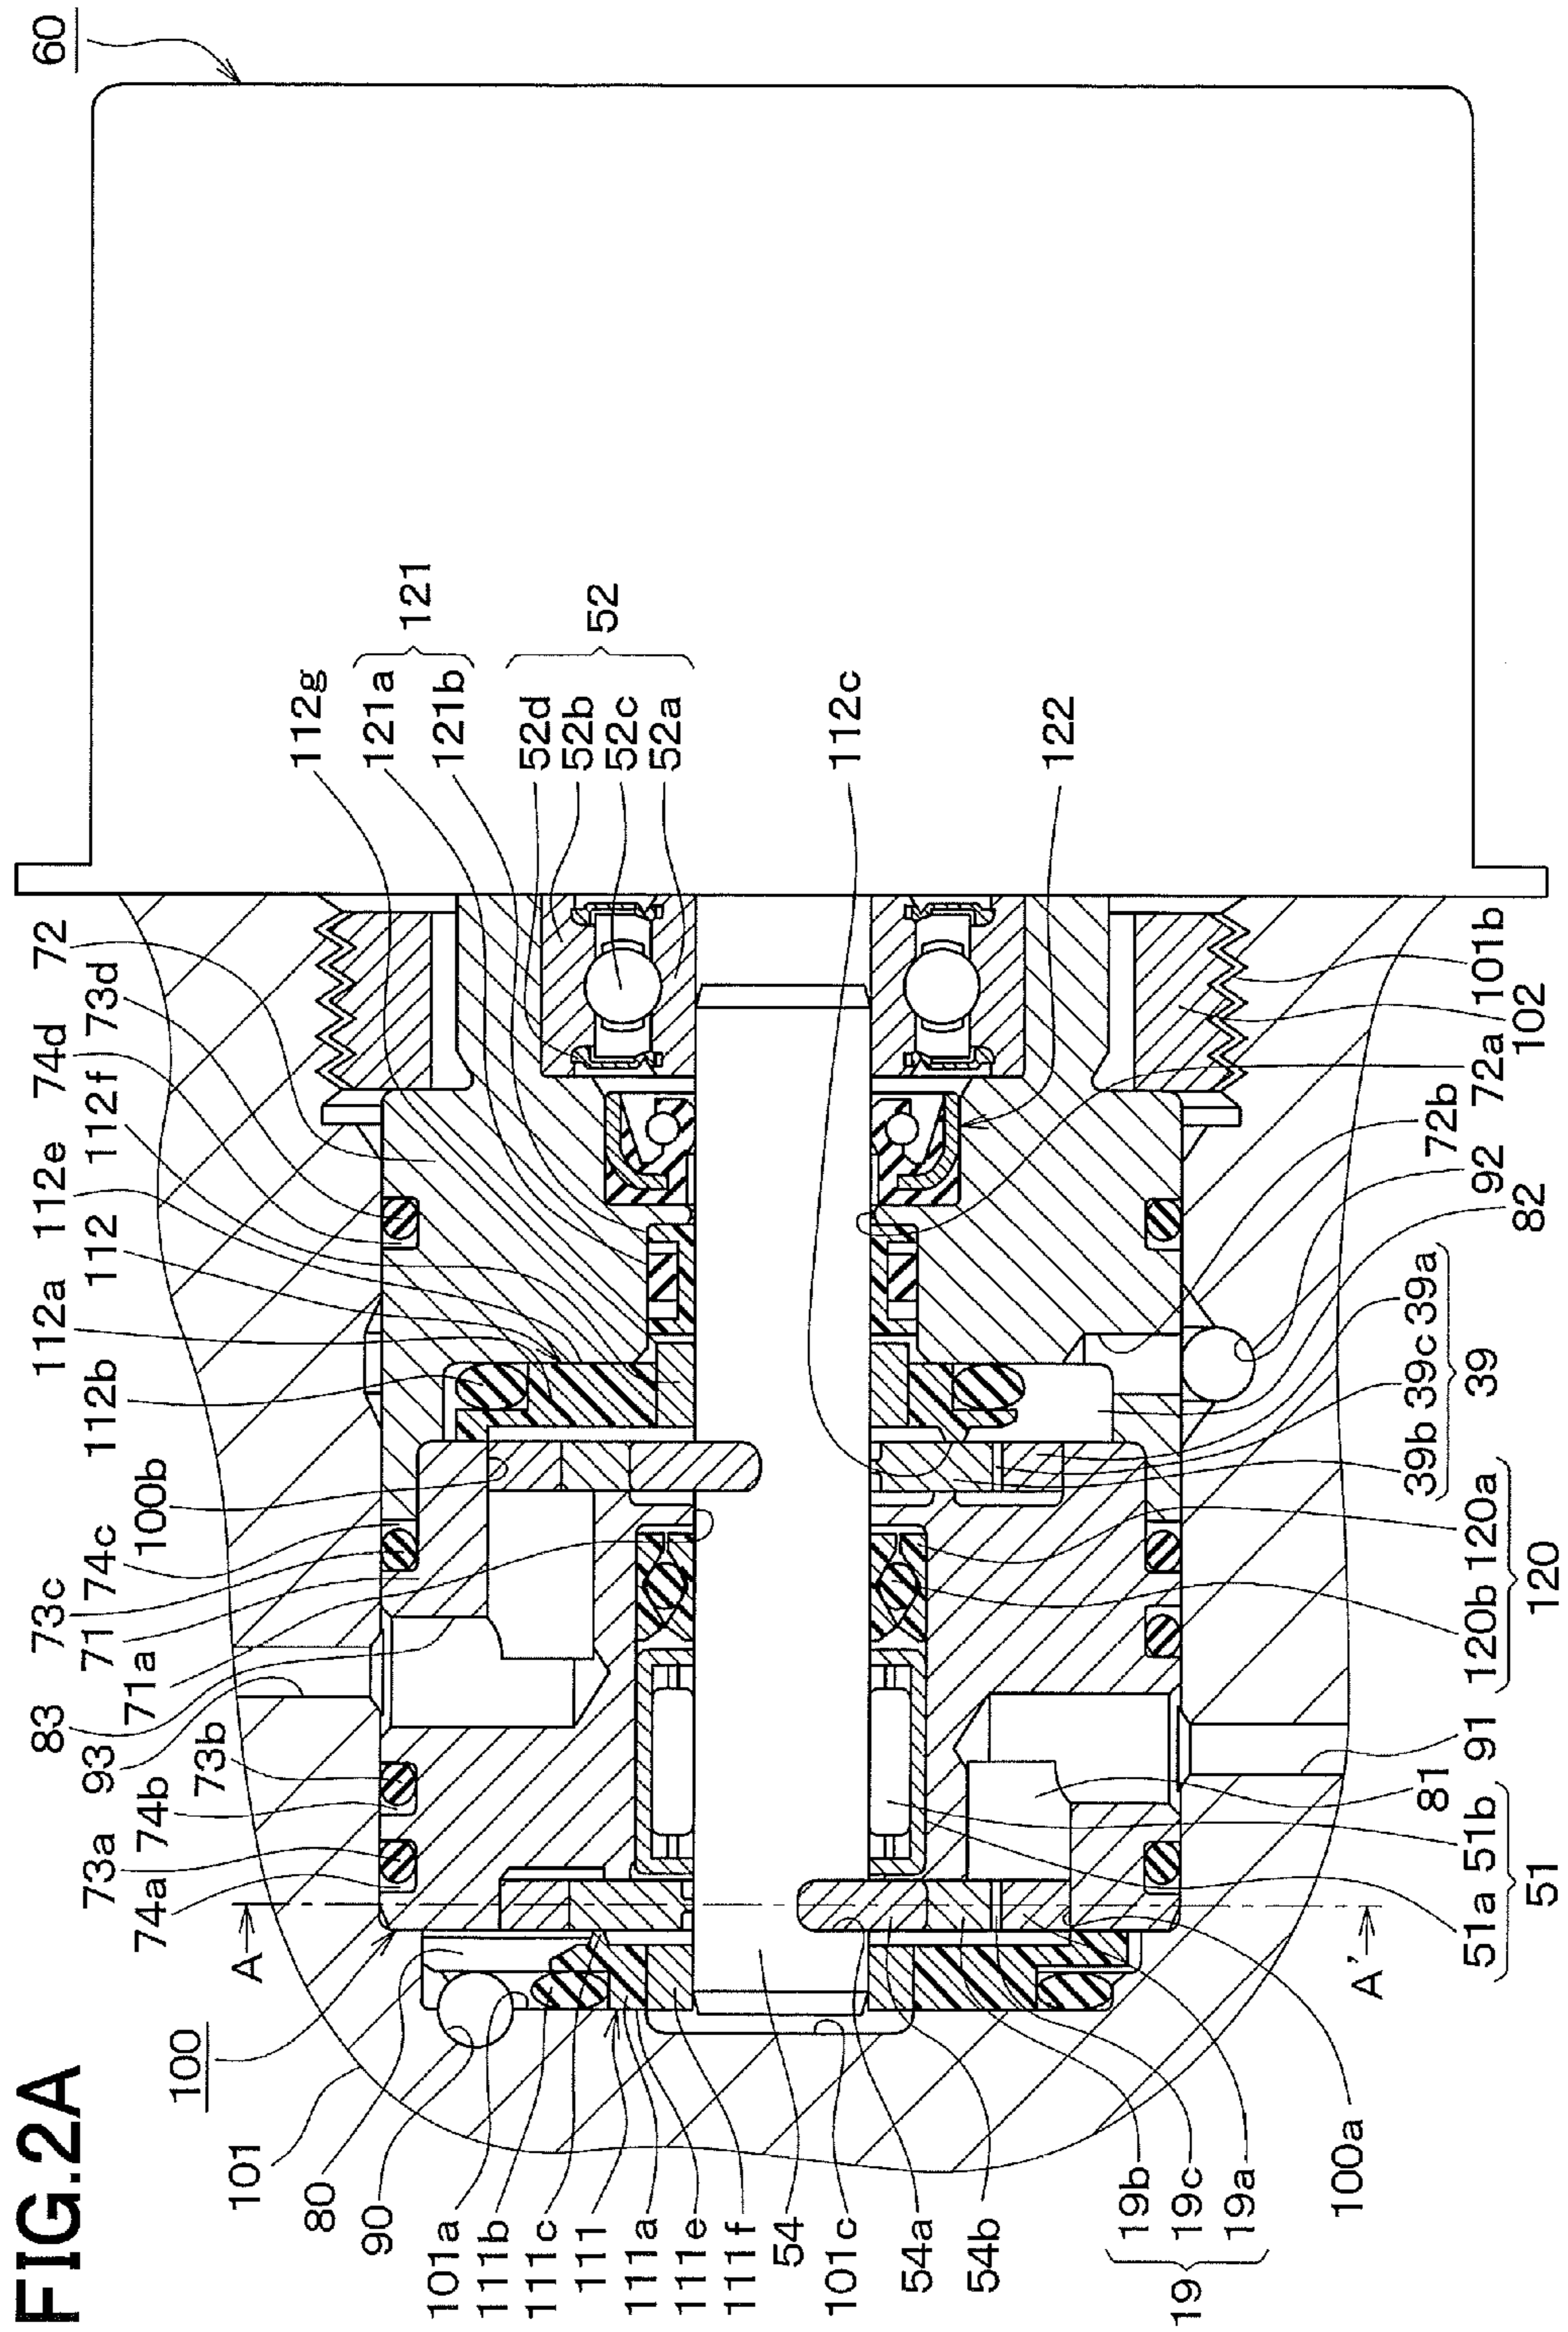 FIG.2A
60
100
101
80
90
101a
111b
111c
111
111a
111e
111f
54
101c
54a
54b
19b
19c
19a
19
100a
A
A'
74a
73a
74b
73b
93
83
71a
71
74c
73c
100b
112b
112a
112
112e
112f
74d
73d
72
112g
121a
121b
121
52d
52b
52c
52a
52
112c
122
51a
51b
51
81
91
120b
120a
120
39b
39c
39a
39
82
92
72b
72a
102
101b